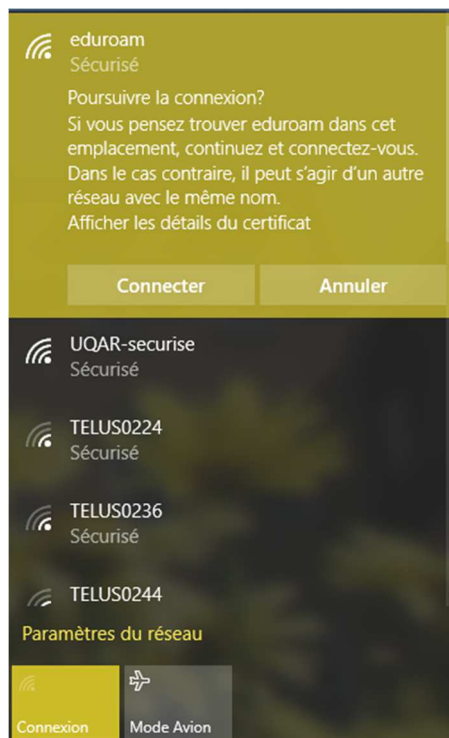 eduroam
Sécurisé
Poursuivre la connexion?
Si vous pensez trouver eduroam dans cet
emplacement, continuez et connectez-vous.
Dans le cas contraire, il peut s'agir d'un autre
réseau avec le même nom.
Afficher les détails du certificat
Connecter
Annuler
UQAR-securise
Sécurisé
TELUS0224
Sécurisé
TELUS0236
Sécurisé
TELUS0244
Paramètres du réseau
Connexion
Mode Avion